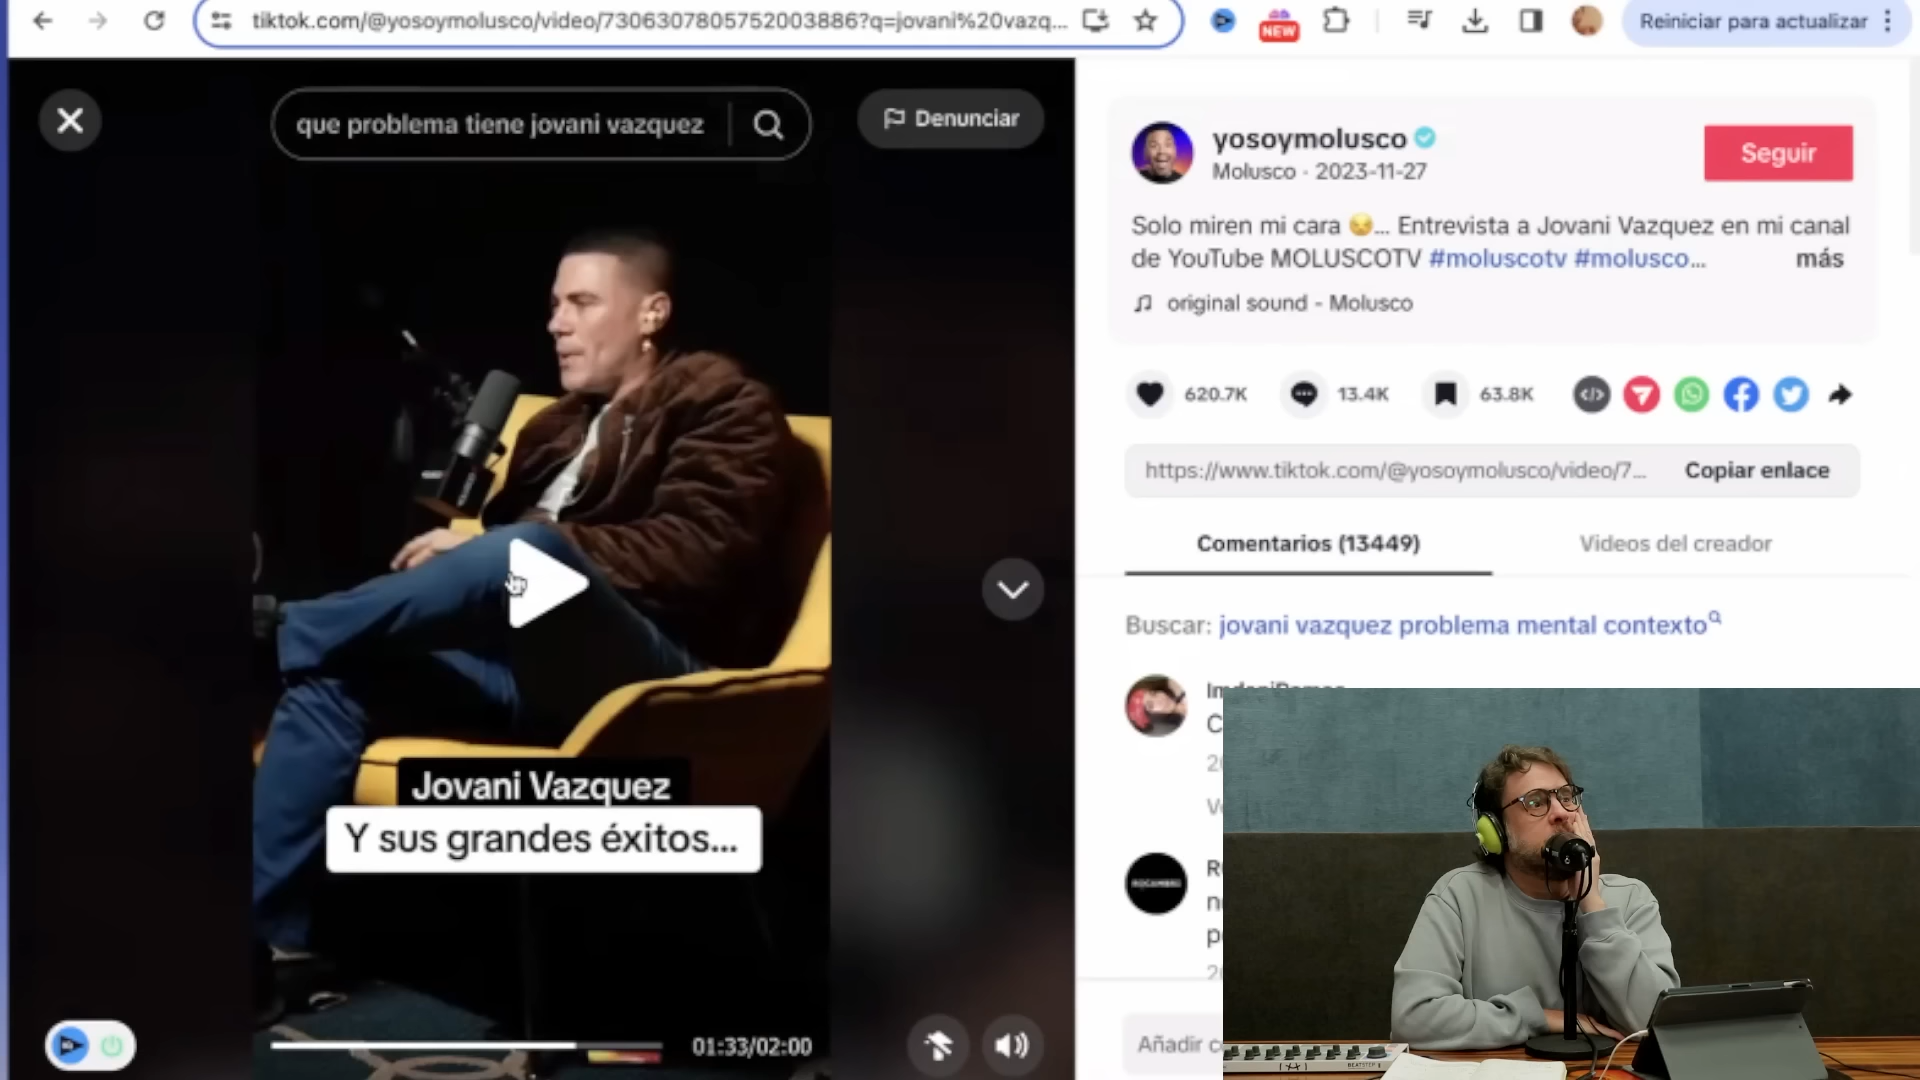 tiktok.com/@yosoymolusco/video/7306307805752003886?q=jovani%20vazq...
NEW
Reiniciar para actualizar
que problema tiene jovani vazquez
Denunciar
yosoymolusco
Molusco · 2023-11-27
Seguir
Solo miren mi cara 😒... Entrevista a Jovani Vazquez en mi canal
de YouTube MOLUSCOTV #moluscotv #molusco...
más
original sound - Molusco
620.7K
13.4K
63.8K
https://www.tiktok.com/@yosoymolusco/video/7...
Copiar enlace
Comentarios (13449)
Videos del creador
Buscar: jovani vazquez problema mental contexto
Jovani Vazquez
Y sus grandes éxitos...
01:33/02:00
Añadir c
BEATSTEP